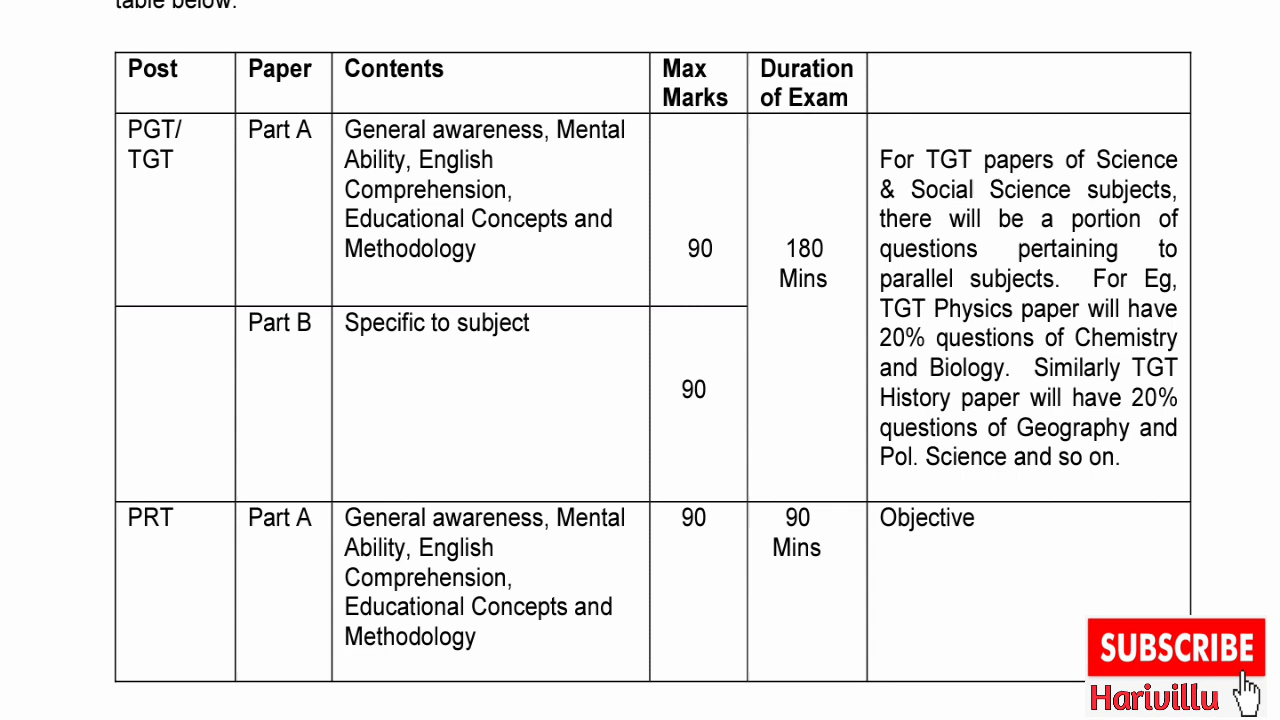 table below.
Post Paper Contents Max Marks Duration of Exam
PGT/
TGT
Part A
General awareness, Mental
Ability, English
Comprehension,
Educational Concepts and
Methodology
90
180
Mins
For TGT papers of Science
& Social Science subjects,
there will be a portion of
questions pertaining to
parallel subjects. For Eg,
TGT Physics paper will have
20% questions of Chemistry
and Biology. Similarly TGT
History paper will have 20%
questions of Geography and
Pol. Science and so on.
Part B
Specific to subject
90
PRT
Part A
General awareness, Mental
Ability, English
Comprehension,
Educational Concepts and
Methodology
90
90
Mins
Objective
SUBSCRIBE
Harivillu